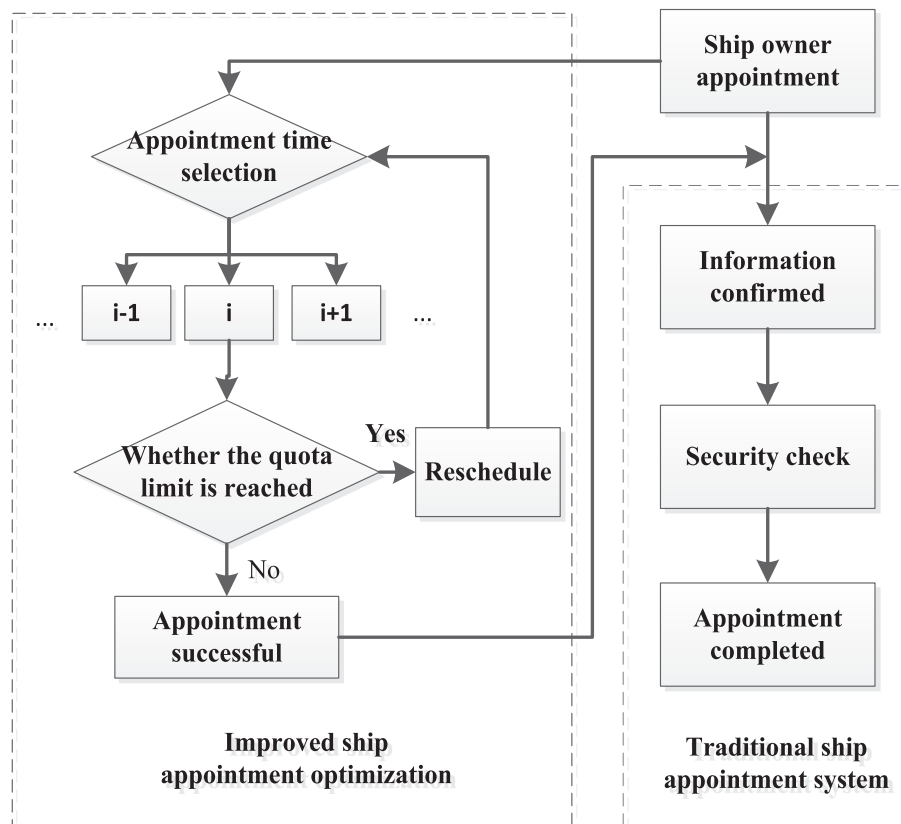 Ship owner
appointment
Appointment time
selection
Information
confirmed
...
i-1
i
i+1
...
Yes
Whether the quota
limit is reached
Reschedule
Security check
No
Appointment
successful
Appointment
completed
Improved ship
appointment optimization
Traditional ship
appointment system